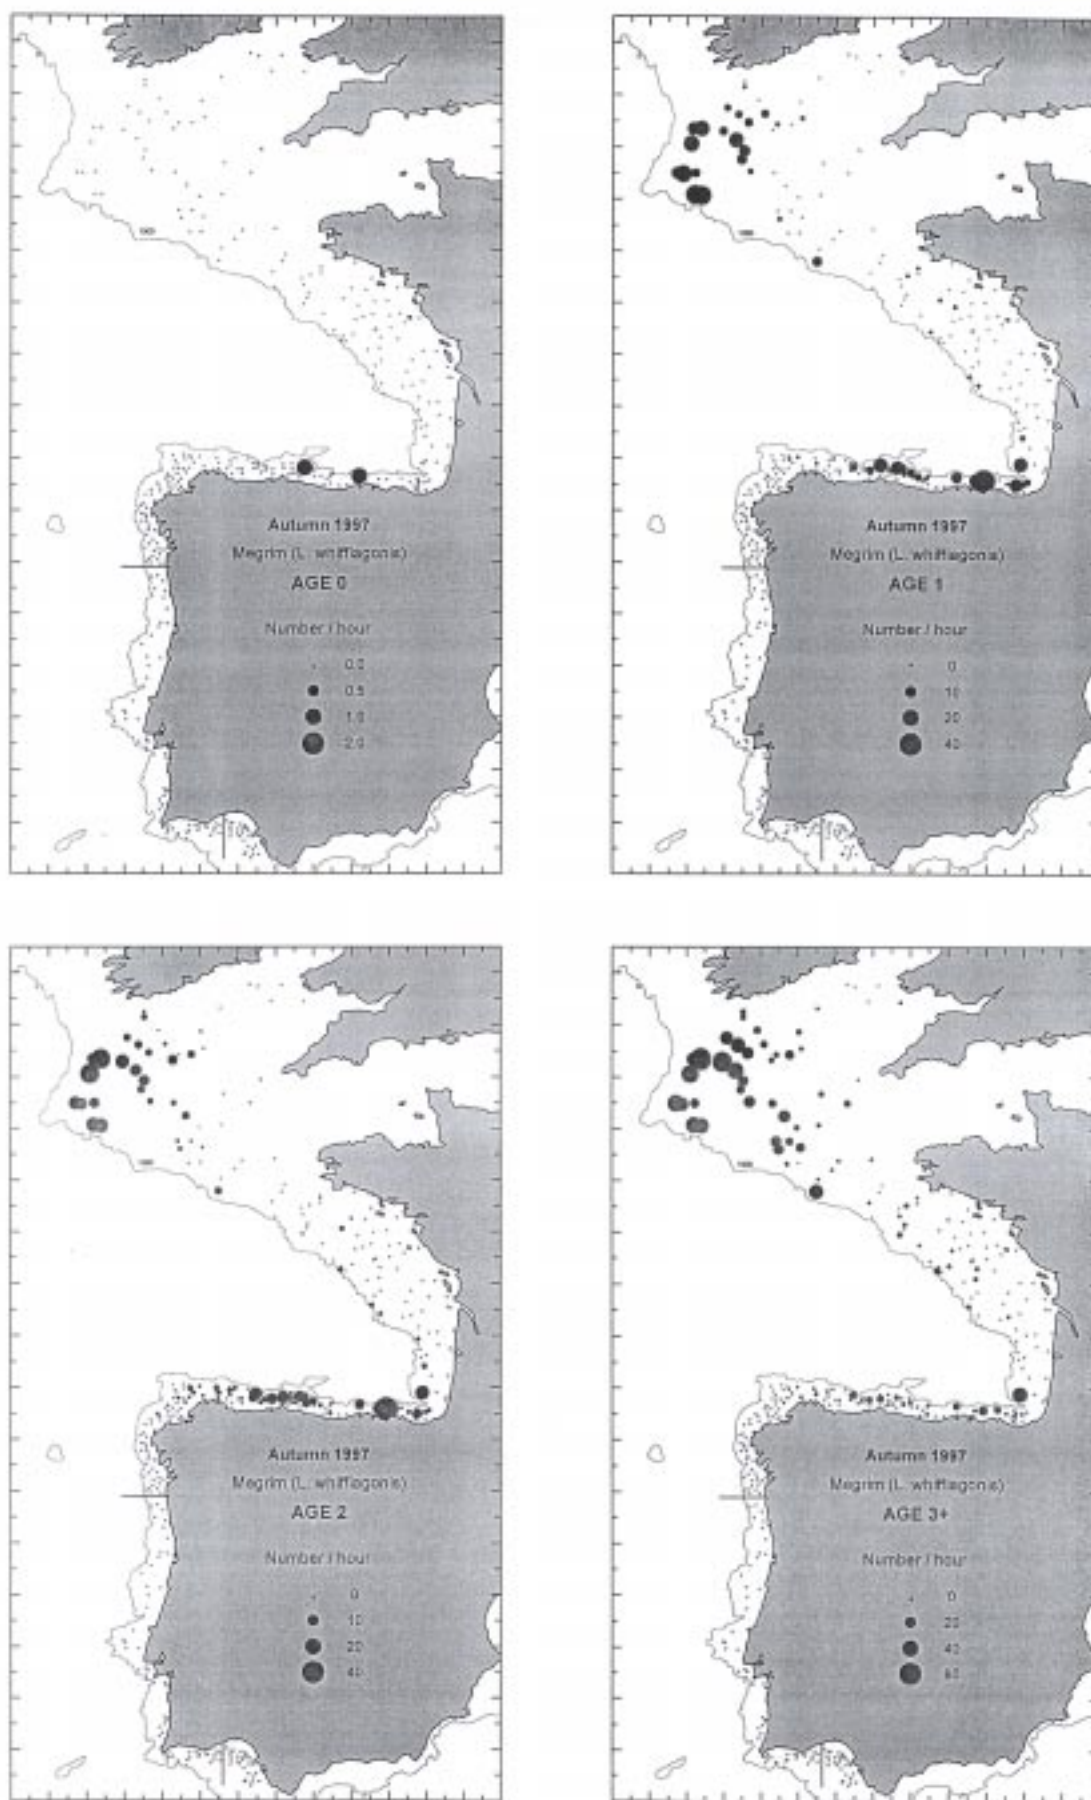 Autumn 1997
Megrim (L. whiffiagonis)
AGE 0
Number / hour
0.0
0.5
1.0
2.0
Autumn 1997
Megrim (L. whiffiagonis)
AGE 1
Number / hour
0
10
20
40
Autumn 1997
Megrim (L. whiffiagonis)
AGE 2
Number / hour
0
10
20
40
Autumn 1997
Megrim (L. whiffiagonis)
AGE 3+
Number / hour
0
20
40